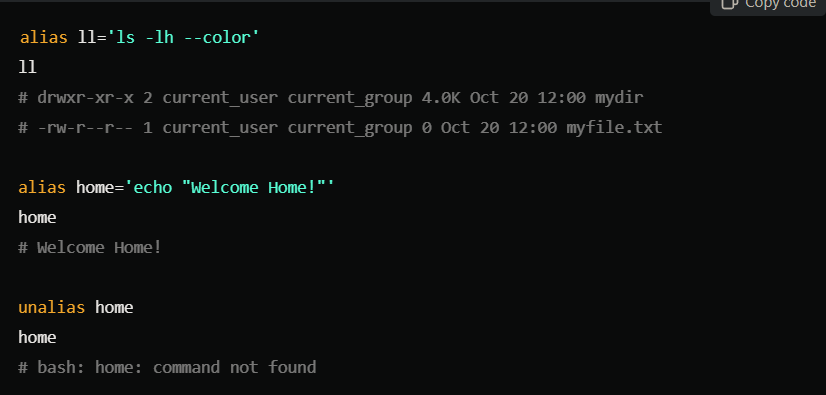 Copy code
alias ll='ls -lh --color'
ll
# drwxr-xr-x 2 current_user current_group 4.0K Oct 20 12:00 mydir
# -rw-r--r-- 1 current_user current_group 0 Oct 20 12:00 myfile.txt
alias home='echo "Welcome Home!"'
home
# Welcome Home!
unalias home
home
# bash: home: command not found